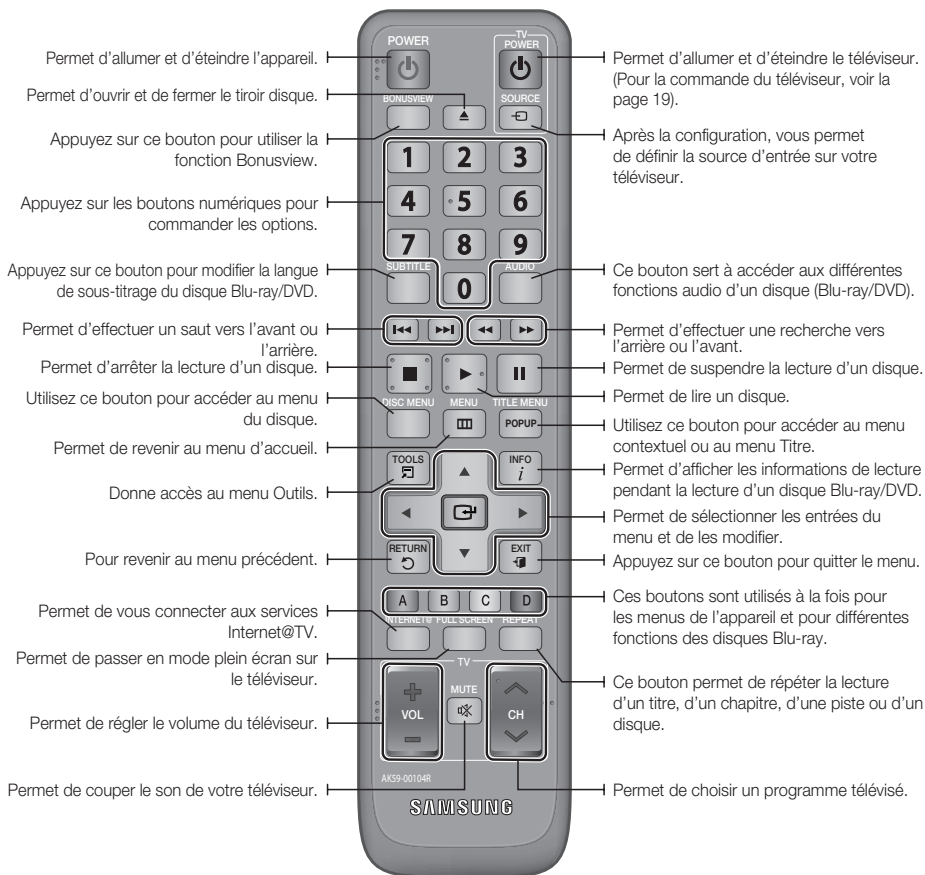 POWER
TV
POWER
BONUSVIEW
SOURCE
1 2 3
4 5 6
7 8 9
SUBTITLE
0
AUDIO
DISC MENU
MENU
TITLE MENU
POPUP
TOOLS
INFO
i
RETURN
EXIT
A B C D
INTERNET@
FULL SCREEN
REPEAT
TV
VOL
MUTE
CH
AK59-00104R
SAMSUNG
Permet d'allumer et d'éteindre l'appareil.
Permet d'ouvrir et de fermer le tiroir disque.
Appuyez sur ce bouton pour utiliser la
fonction Bonusview.
Appuyez sur les boutons numériques pour
commander les options.
Appuyez sur ce bouton pour modifier la langue
de sous-titrage du disque Blu-ray/DVD.
Permet d'effectuer un saut vers l'avant ou
l'arrière.
Permet d'arrêter la lecture d'un disque.
Utilisez ce bouton pour accéder au menu
du disque.
Permet de revenir au menu d'accueil.
Donne accès au menu Outils.
Pour revenir au menu précédent.
Permet de vous connecter aux services
Internet@TV.
Permet de passer en mode plein écran sur
le téléviseur.
Permet de régler le volume du téléviseur.
Permet de couper le son de votre téléviseur.
Permet d'allumer et d'éteindre le téléviseur.
(Pour la commande du téléviseur, voir la
page 19).
Après la configuration, vous permet
de définir la source d'entrée sur votre
téléviseur.
Ce bouton sert à accéder aux différentes
fonctions audio d'un disque (Blu-ray/DVD).
Permet d'effectuer une recherche vers
l'arrière ou l'avant.
Permet de suspendre la lecture d'un disque.
Permet de lire un disque.
Utilisez ce bouton pour accéder au menu
contextuel ou au menu Titre.
Permet d'afficher les informations de lecture
pendant la lecture d'un disque Blu-ray/DVD.
Permet de sélectionner les entrées du
menu et de les modifier.
Appuyez sur ce bouton pour quitter le menu.
Ces boutons sont utilisés à la fois pour
les menus de l'appareil et pour différentes
fonctions des disques Blu-ray.
Ce bouton permet de répéter la lecture
d'un titre, d'un chapitre, d'une piste ou d'un
disque.
Permet de choisir un programme télévisé.